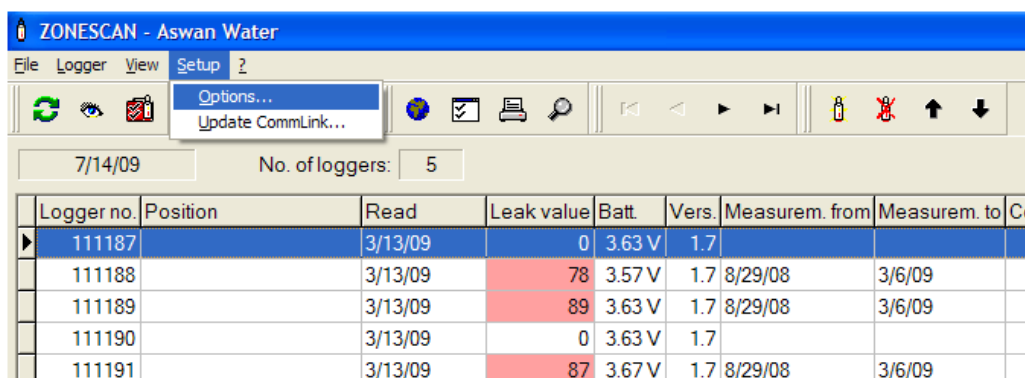 ZONESCAN - Aswan Water
File Logger View Setup ?
Options...
Update CommLink...
7/14/09 No. of loggers: 5
Logger no. Position Read Leak value Batt. Vers. Measurem. from Measurem. to
111187 3/13/09 0 3.63 V 1.7
111188 3/13/09 78 3.57 V 1.7 8/29/08 3/6/09
111189 3/13/09 89 3.63 V 1.7 8/29/08 3/6/09
111190 3/13/09 0 3.63 V 1.7
111191 3/13/09 87 3.67 V 1.7 8/29/08 3/6/09